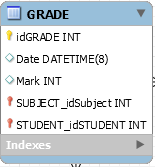 GRADE
idGRADE INT
Date DATETIME(8)
Mark INT
SUBJECT_idSubject INT
STUDENT_idSTUDENT INT
Indexes